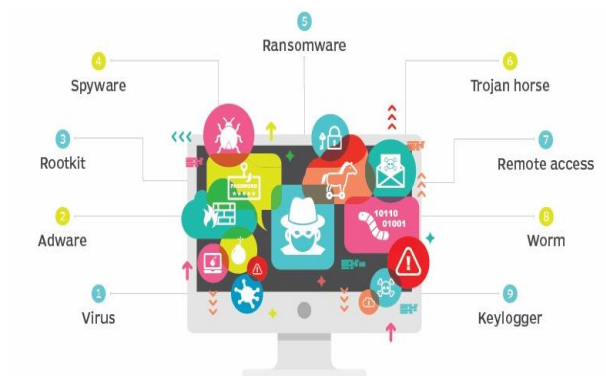 5
Ransomware
4
Spyware
6
Trojan horse
3
Rootkit
7
Remote access
PASSWORD
*****
2
Adware
10110
01001
8
Worm
1
Virus
9
Keylogger